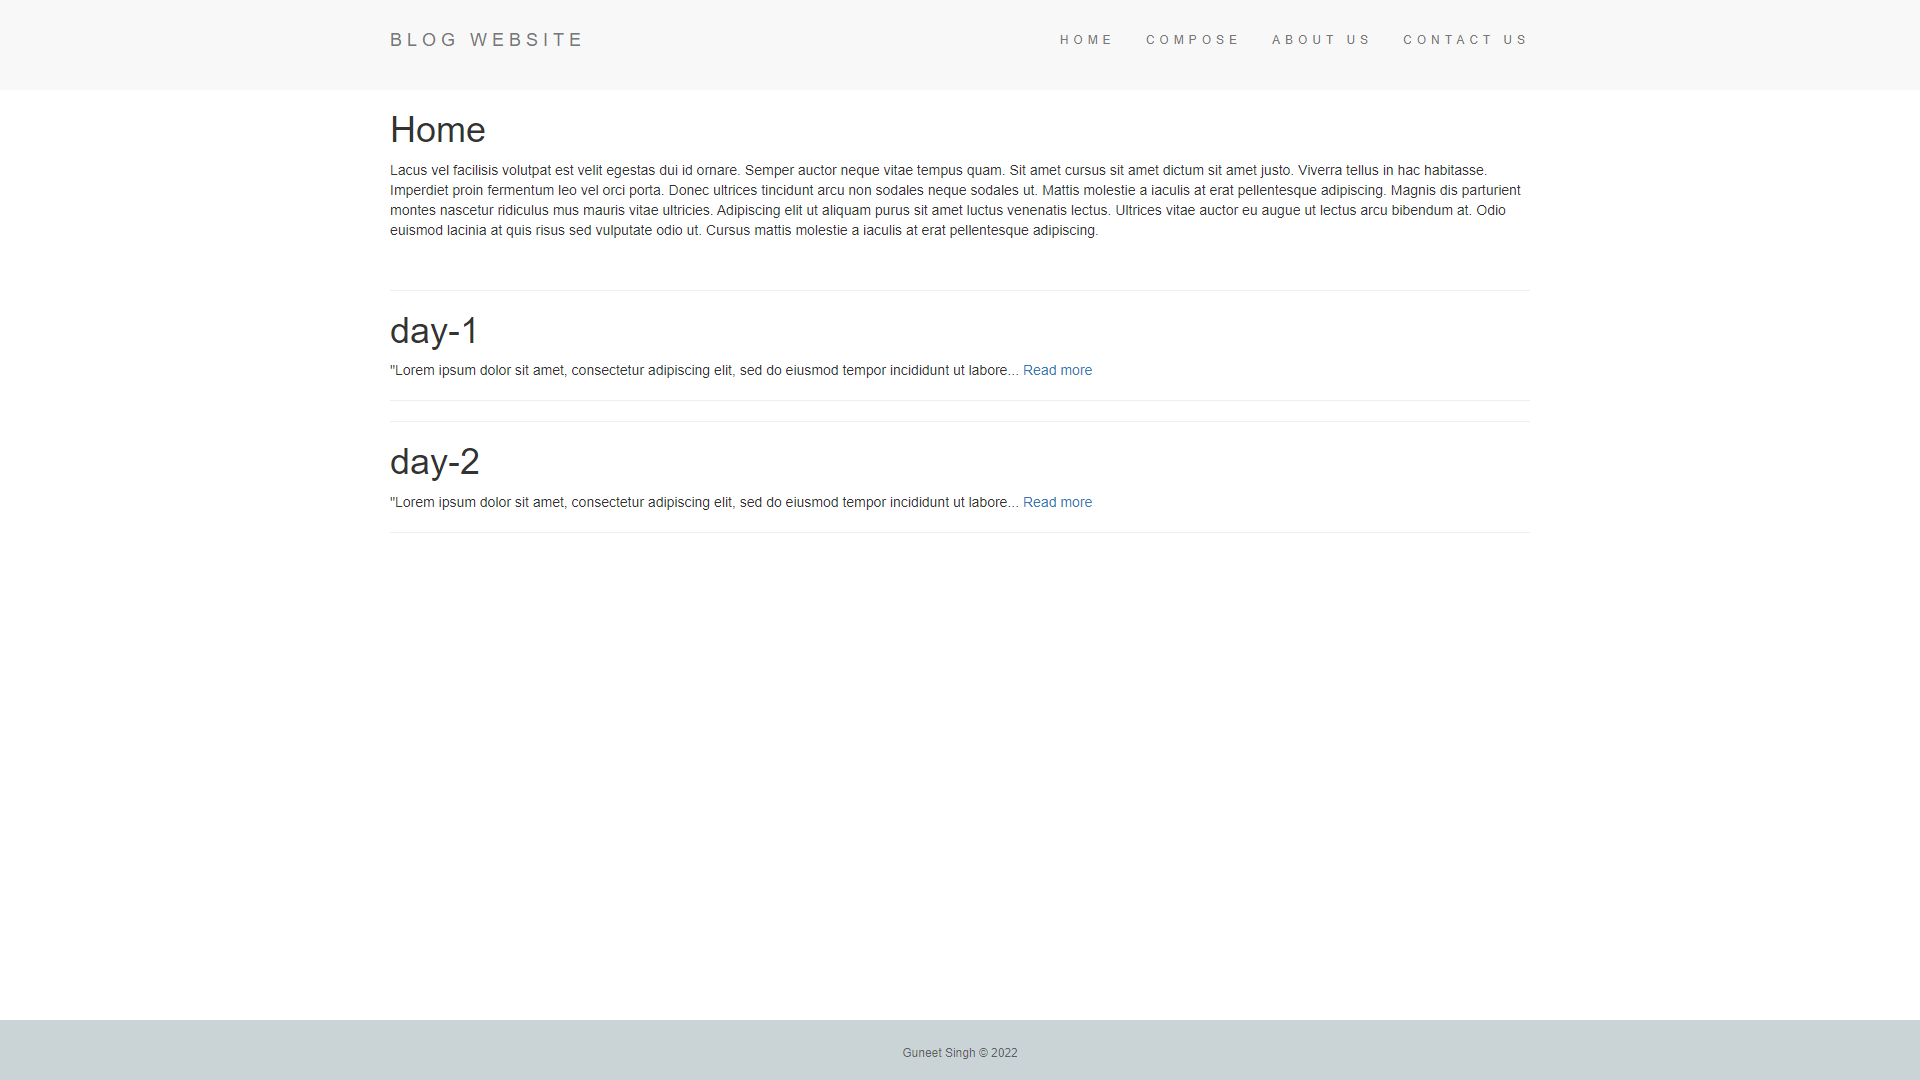 BLOG WEBSITE
HOME COMPOSE ABOUT US CONTACT US
Home
Lacus vel facilisis volutpat est velit egestas dui id ornare. Semper auctor neque vitae tempus quam. Sit amet cursus sit amet dictum sit amet justo. Viverra tellus in hac habitasse.
Imperdiet proin fermentum leo vel orci porta. Donec ultrices tincidunt arcu non sodales neque sodales ut. Mattis molestie a iaculis at erat pellentesque adipiscing. Magnis dis parturient
montes nascetur ridiculus mus mauris vitae ultricies. Adipiscing elit ut aliquam purus sit amet luctus venenatis lectus. Ultrices vitae auctor eu augue ut lectus arcu bibendum at. Odio
euismod lacinia at quis risus sed vulputate odio ut. Cursus mattis molestie a iaculis at erat pellentesque adipiscing.
day-1
"Lorem ipsum dolor sit amet, consectetur adipiscing elit, sed do eiusmod tempor incididunt ut labore... Read more
day-2
"Lorem ipsum dolor sit amet, consectetur adipiscing elit, sed do eiusmod tempor incididunt ut labore... Read more
Guneet Singh © 2022